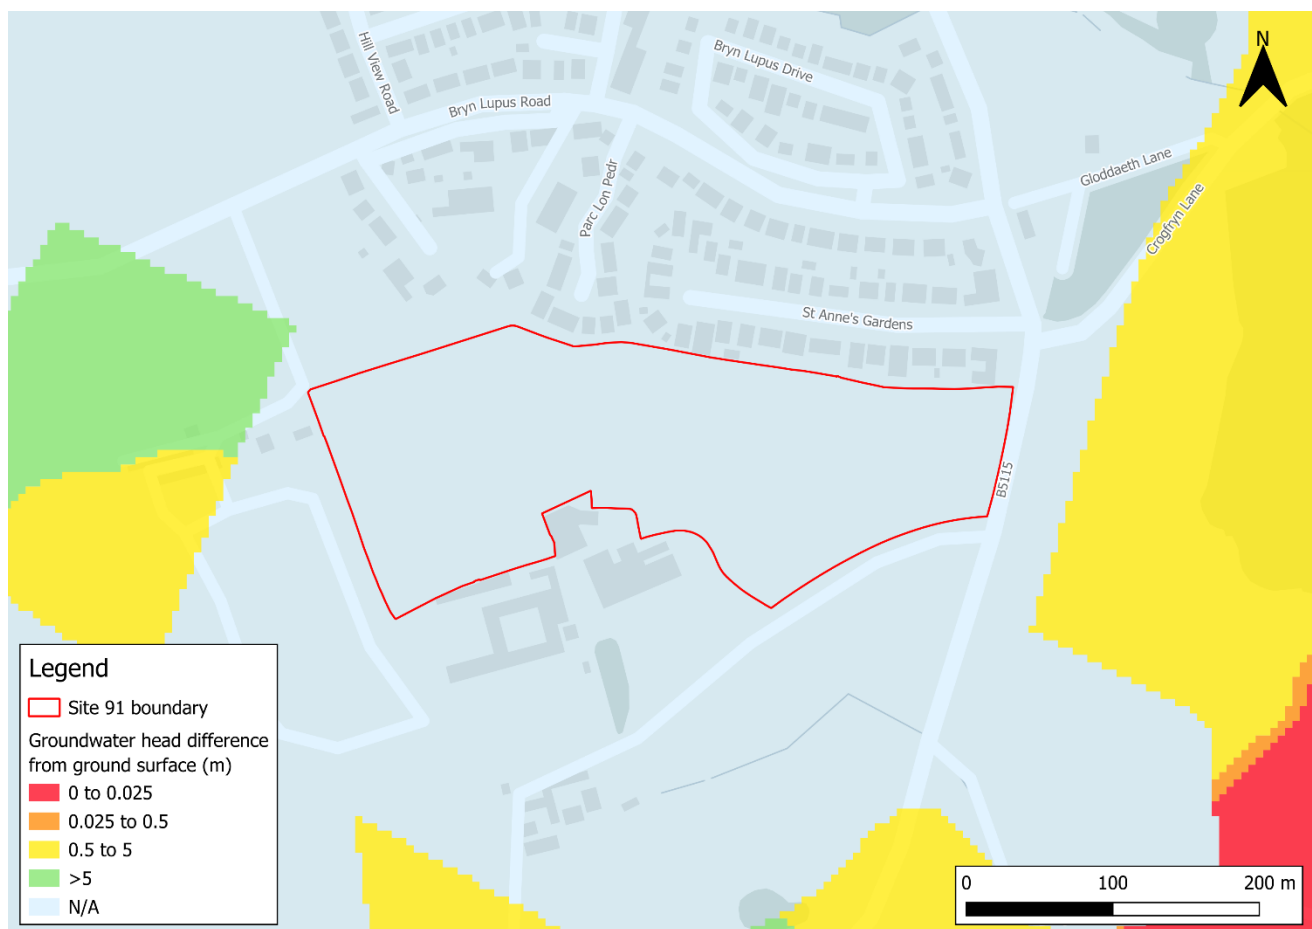 N
Hill View Road
Bryn Lupus Road
Bryn Lupus Drive
Parc Lon Pedr
Gloddaeth Lane
Crogfryn Lane
St Anne's Gardens
B5115
Legend
Site 91 boundary
Groundwater head difference
from ground surface (m)
0 to 0.025
0.025 to 0.5
0.5 to 5
>5
N/A
0 100 200 m